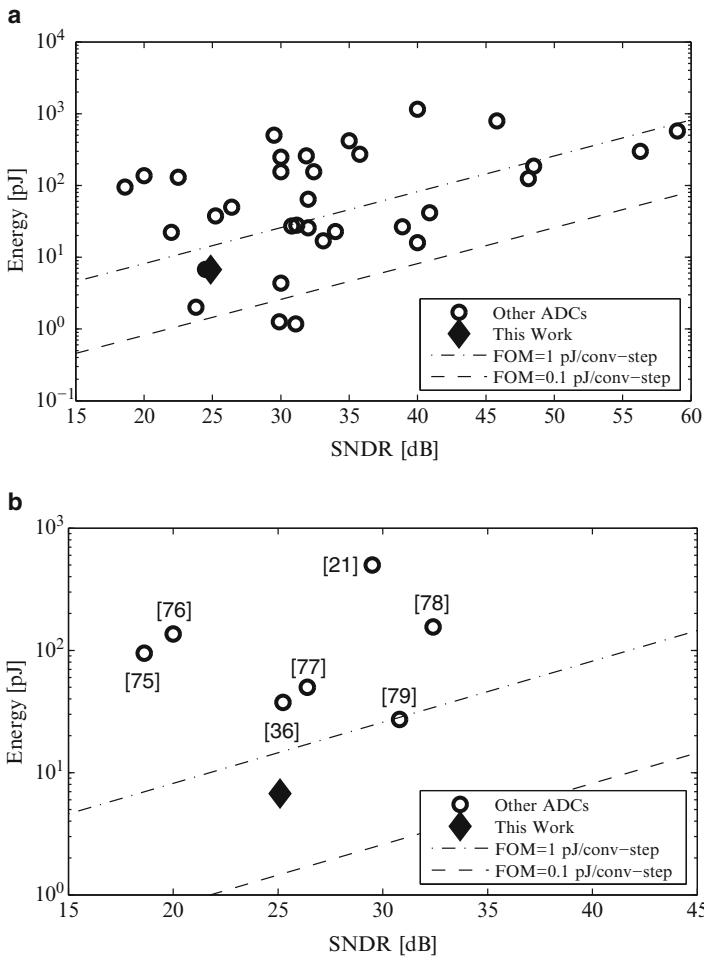 a
10^4
10^3
10^2
10^1
10^0
10^−1
Energy [pJ]
15 20 25 30 35 40 45 50 55 60
SNDR [dB]
Other ADCs
This Work
FOM=1 pJ/conv−step
FOM=0.1 pJ/conv−step
b
10^3
10^2
10^1
10^0
Energy [pJ]
[21]
[76]
[78]
[75]
[77]
[79]
[36]
15 20 25 30 35 40 45
SNDR [dB]
Other ADCs
This Work
FOM=1 pJ/conv−step
FOM=0.1 pJ/conv−step